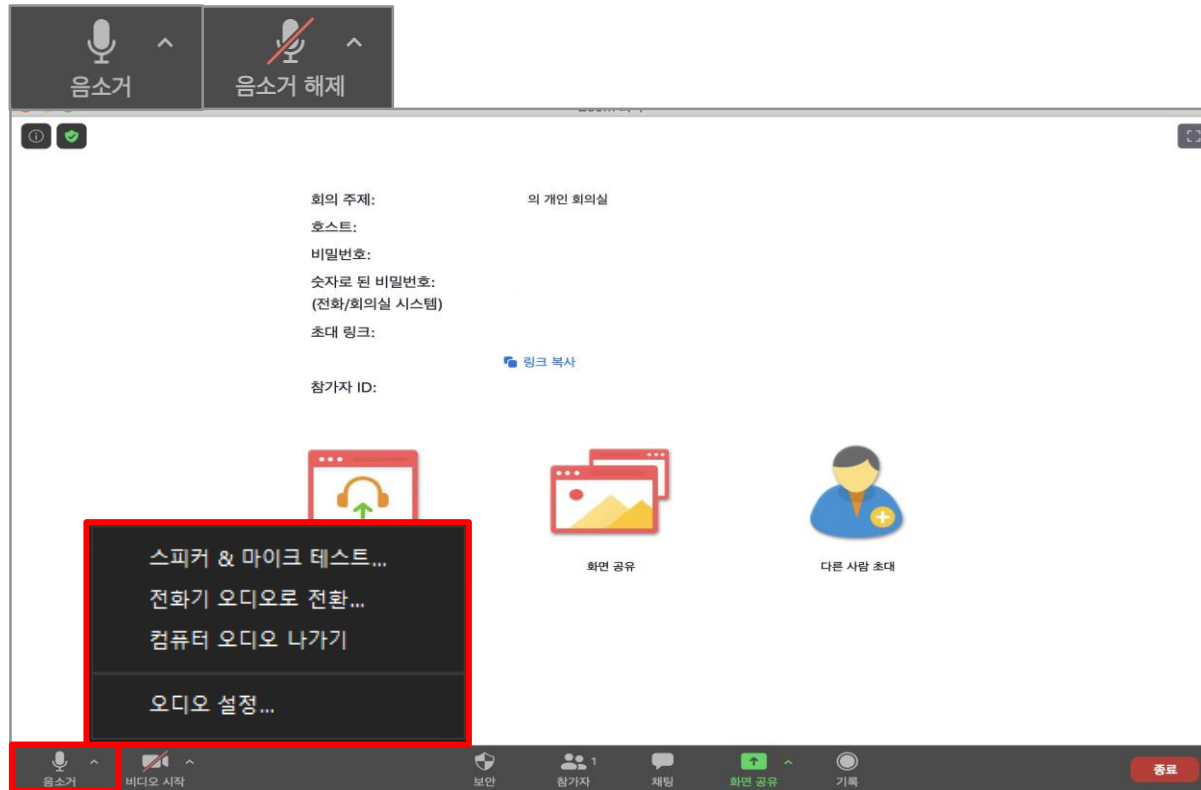 음소거
음소거 해제
회의 주제: 의 개인 회의실
호스트:
비밀번호:
숫자로 된 비밀번호:
(전화/회의실 시스템)
초대 링크:
링크 복사
참가자 ID:
화면 공유
다른 사람 초대
스피커 & 마이크 테스트...
전화기 오디오로 전환...
컴퓨터 오디오 나가기
오디오 설정...
음소거
비디오 시작
보안
참가자 1
채팅
화면 공유
기록
종료